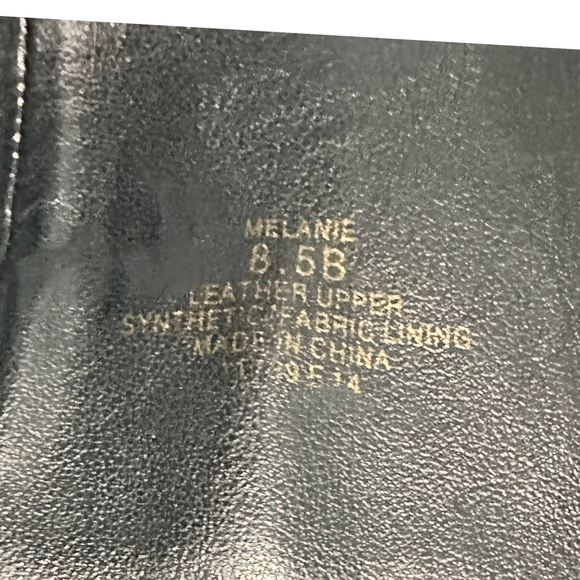 MELANIE
8.5B
LEATHER UPPER
SYNTHETIC/FABRIC LINING
MADE IN CHINA